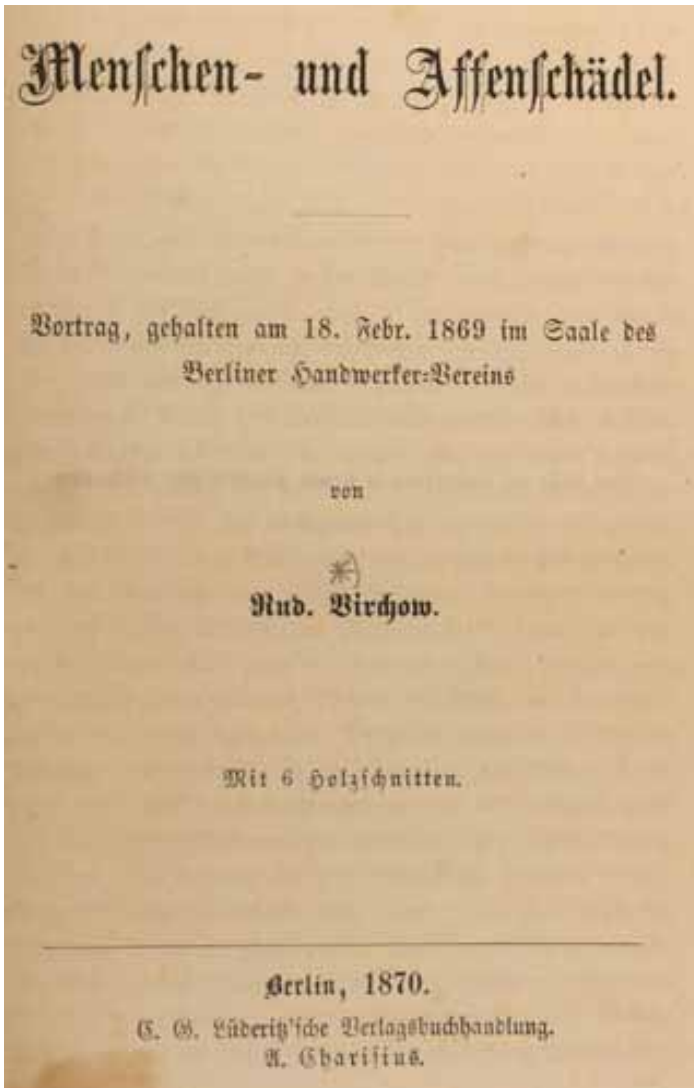 Menschen- und Affenschädel.
Vortrag, gehalten am 18. Febr. 1869 im Saale des
Berliner Handwerker-Vereins
von
Rud. Virchow.
Mit 6 Holzschnitten.
Berlin, 1870.
C. G. Lüderitz'sche Verlagsbuchhandlung.
A. Charisius.